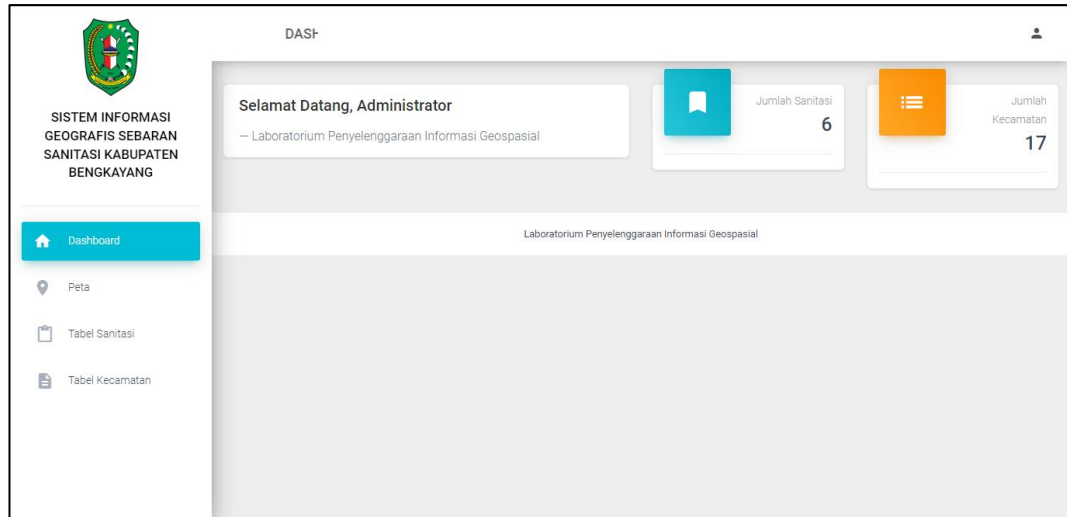 SISTEM INFORMASI
GEOGRAFIS SEBARAN
SANITASI KABUPATEN
BENGKAYANG
Dashboard
Peta
Tabel Sanitasi
Tabel Kecamatan
DASH
Selamat Datang, Administrator
— Laboratorium Penyelenggaraan Informasi Geospasial
Jumlah Sanitasi
6
Jumlah
Kecamatan
17
Laboratorium Penyelenggaraan Informasi Geospasial